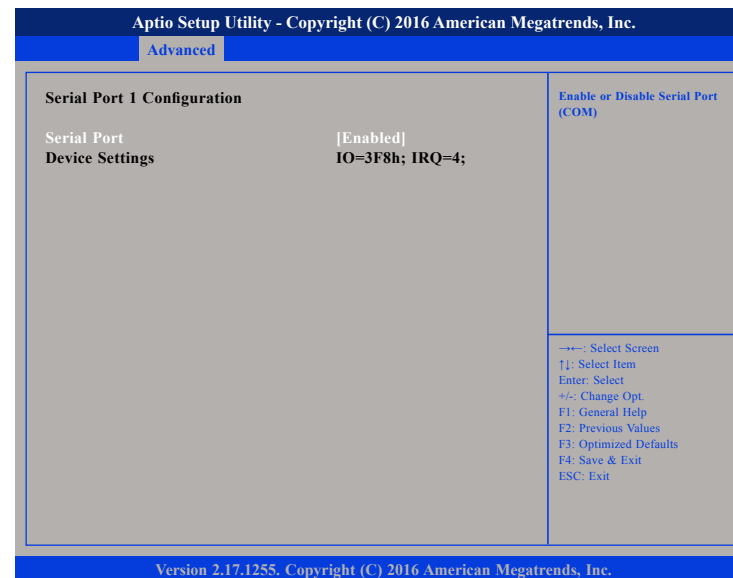 Aptio Setup Utility - Copyright (C) 2016 American Megatrends, Inc.
Advanced
Serial Port 1 Configuration
Serial Port [Enabled]
Device Settings IO=3F8h; IRQ=4;
Enable or Disable Serial Port
(COM)
→←: Select Screen
↑↓: Select Item
Enter: Select
+/-: Change Opt.
F1: General Help
F2: Previous Values
F3: Optimized Defaults
F4: Save & Exit
ESC: Exit
Version 2.17.1255. Copyright (C) 2016 American Megatrends, Inc.